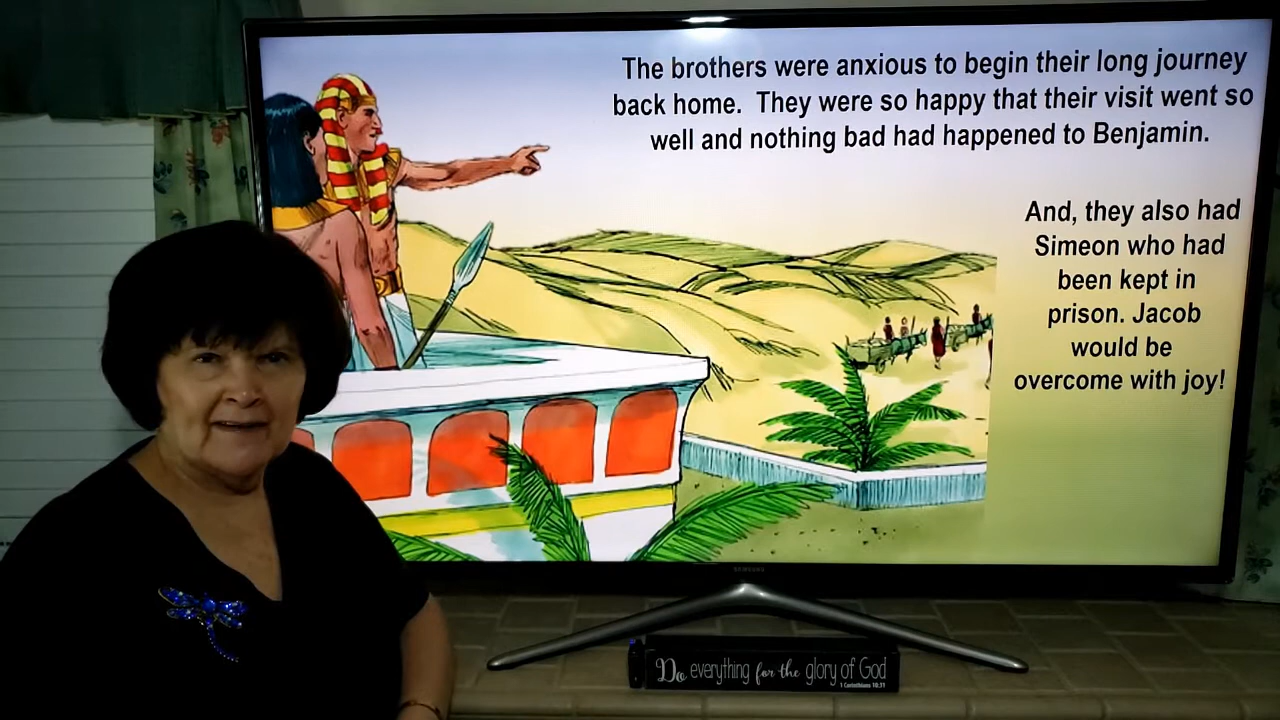 The brothers were anxious to begin their long journey
back home. They were so happy that their visit went so
well and nothing bad had happened to Benjamin.
And, they also had
Simeon who had
been kept in
prison. Jacob
would be
overcome with joy!
SAMSUNG
Do everything for the glory of God
1 Corinthians 10:31